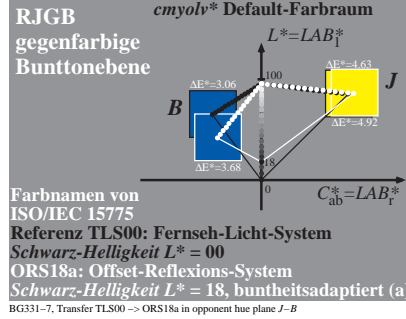 RJGB
gegenfarbige
Bunttonebene
cmyolv* Default-Farbraum
L*=LAB*l
ΔE*=4.63
100
J
ΔE*=3.06
B
ΔE*=4.92
ΔE*=3.68
18
0
C*ab=LAB*r
Farbnamen von
ISO/IEC 15775
Referenz TLS00: Fernseh-Licht-System
Schwarz-Helligkeit L* = 00
ORS18a: Offset-Reflexions-System
Schwarz-Helligkeit L* = 18, buntheitsadaptiert (a
BG331-7, Transfer TLS00 -> ORS18a in opponent hue plane J-B